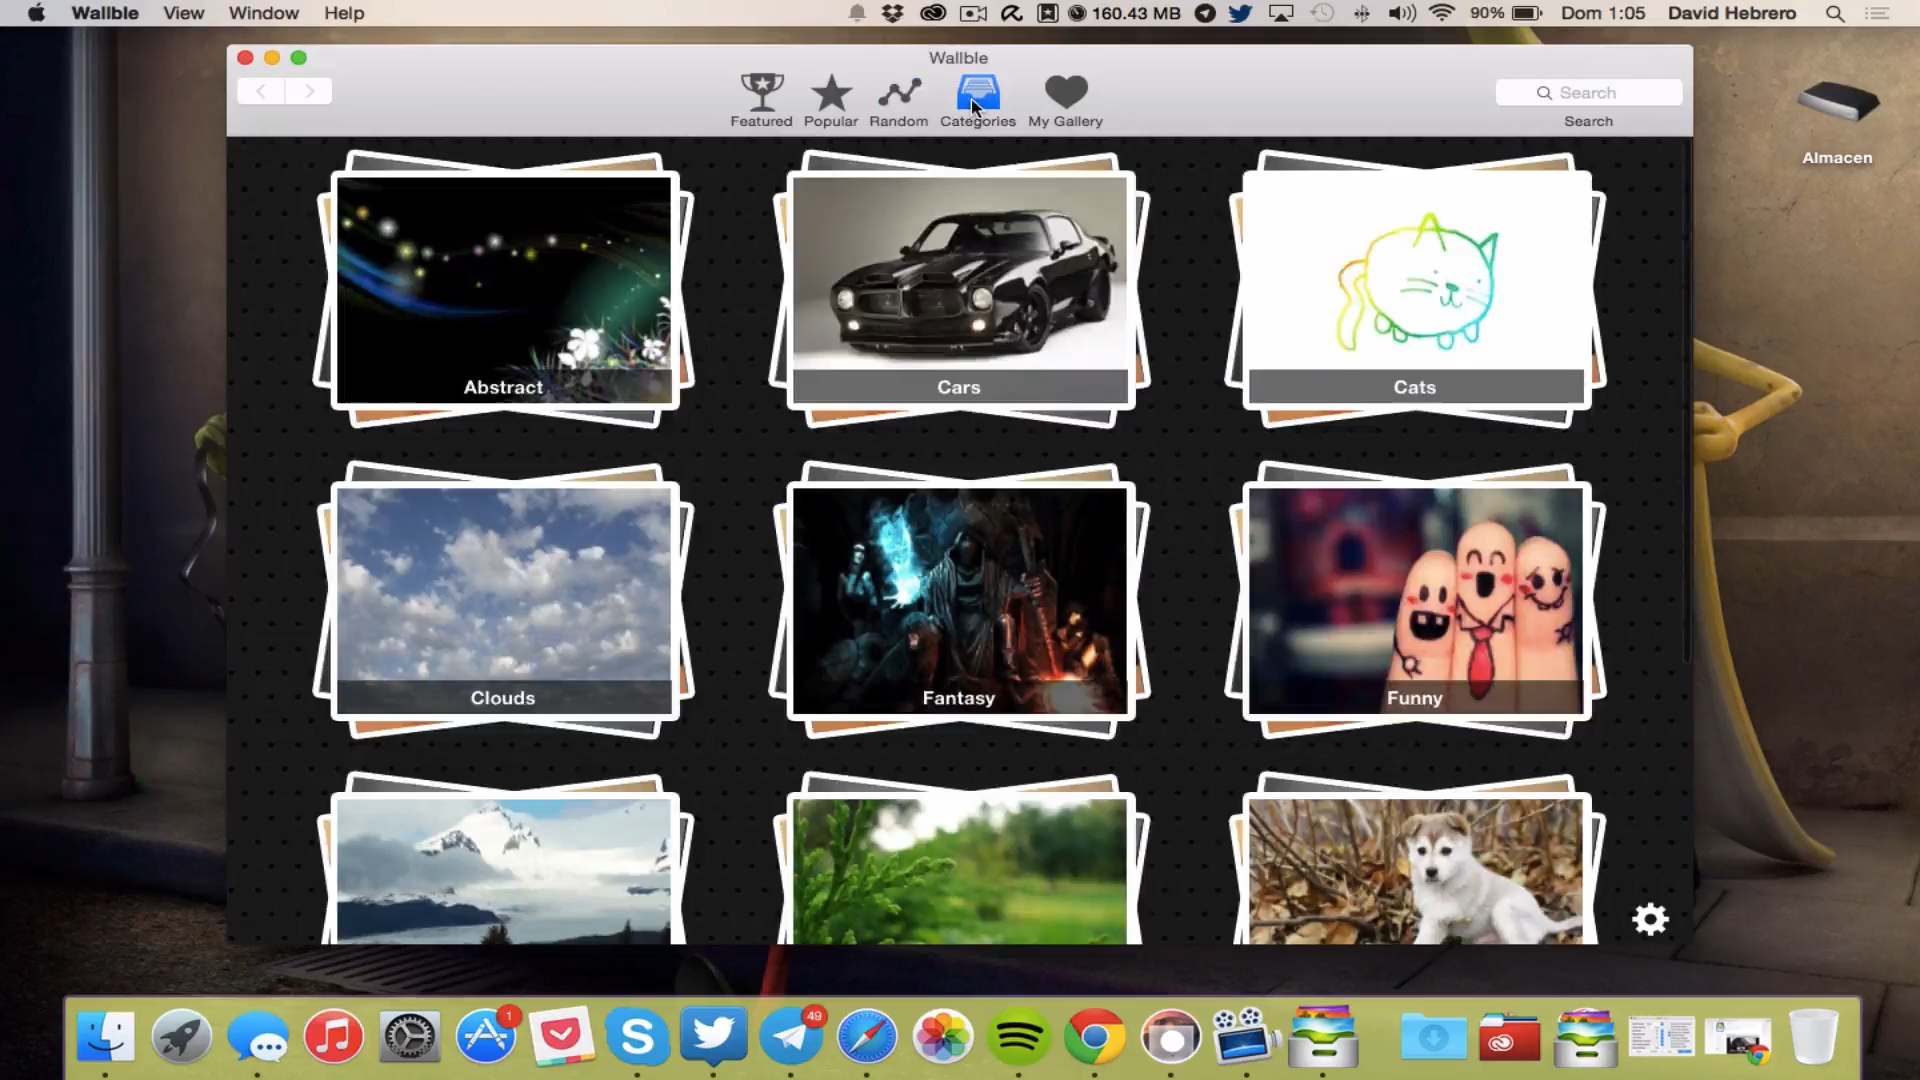 Wallble View Window Help 160.43 MB 90% Dom 1:05 David Hebrero
Wallble
Search
Featured Popular Random Categories My Gallery Search
Almacen
Abstract Cars Cats
Clouds Fantasy Funny
1 49